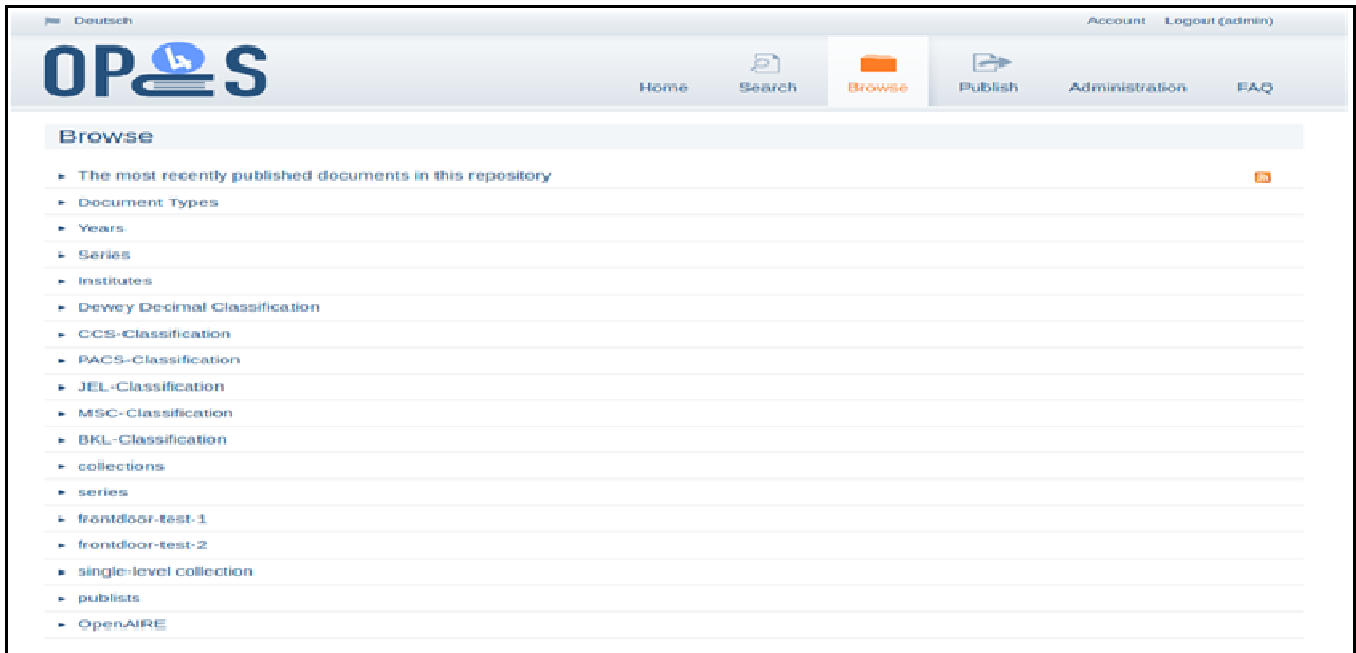 Deutsch Account Logout (admin)
OPUS 4
Home Search Browse Publish Administration FAQ
Browse
The most recently published documents in this repository
Document Types
Years
Series
Institutes
Dewey Decimal Classification
CCS-Classification
PACS-Classification
JEL-Classification
MSC-Classification
BKL-Classification
collections
series
frontdoor-test-1
frontdoor-test-2
single-level collection
publists
OpenAIRE